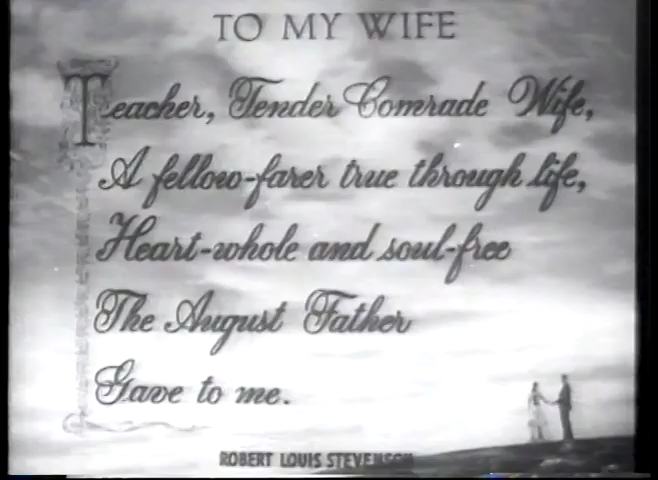 TO MY WIFE
Teacher, Tender Comrade Wife,
A fellow-farer true through life,
Heart-whole and soul-free
The August Father
Gave to me.
ROBERT LOUIS STEVENSON